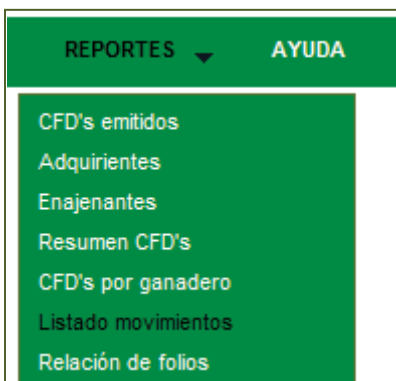 REPORTES AYUDA
CFD's emitidos
Adquirientes
Enajenantes
Resumen CFD's
CFD's por ganadero
Listado movimientos
Relación de folios